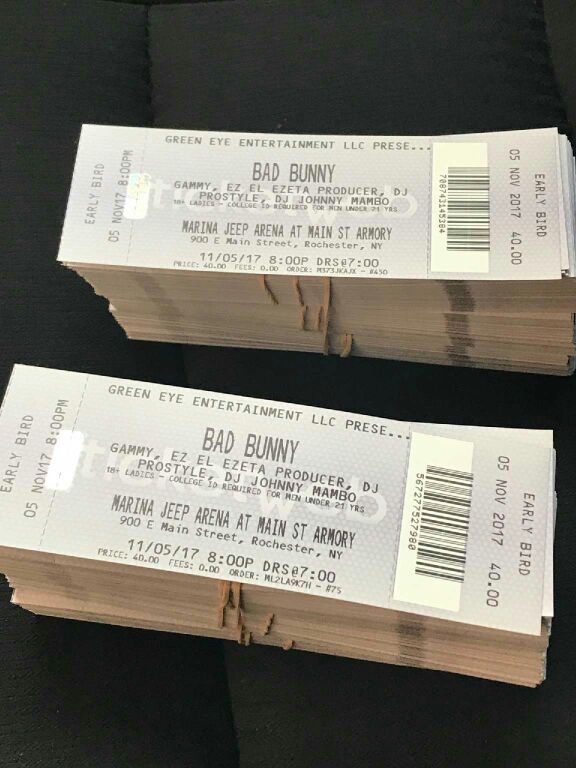 EARLY BIRD
05 NOV17 8:00PM
GREEN EYE ENTERTAINMENT LLC PRESE...
BAD BUNNY
GAMMY, EZ EL EZETA PRODUCER, DJ
PROSTYLE, DJ JOHNNY MAMBO
18+ LADIES - COLLEGE ID REQUIRED FOR MEN UNDER 21 YRS
MARINA JEEP ARENA AT MAIN ST ARMORY
900 E Main Street, Rochester, NY
11/05/17 8:00P DRS@7:00
PRICE: 40.00 FEES: 0.00 ORDER: M373JKAJX - #450
708743145384
05 NOV 2017 40.00
EARLY BIRD
EARLY BIRD
05 NOV17 8:00PM
GREEN EYE ENTERTAINMENT LLC PRESE...
BAD BUNNY
GAMMY, EZ EL EZETA PRODUCER, DJ
PROSTYLE, DJ JOHNNY MAMBO
18+ LADIES - COLLEGE ID REQUIRED FOR MEN UNDER 21 YRS
MARINA JEEP ARENA AT MAIN ST ARMORY
900 E Main Street, Rochester, NY
11/05/17 8:00P DRS@7:00
PRICE: 40.00 FEES: 0.00 ORDER: ML2LA9K7H - #75
562277527980
05 NOV 2017 40.00
EARLY BIRD